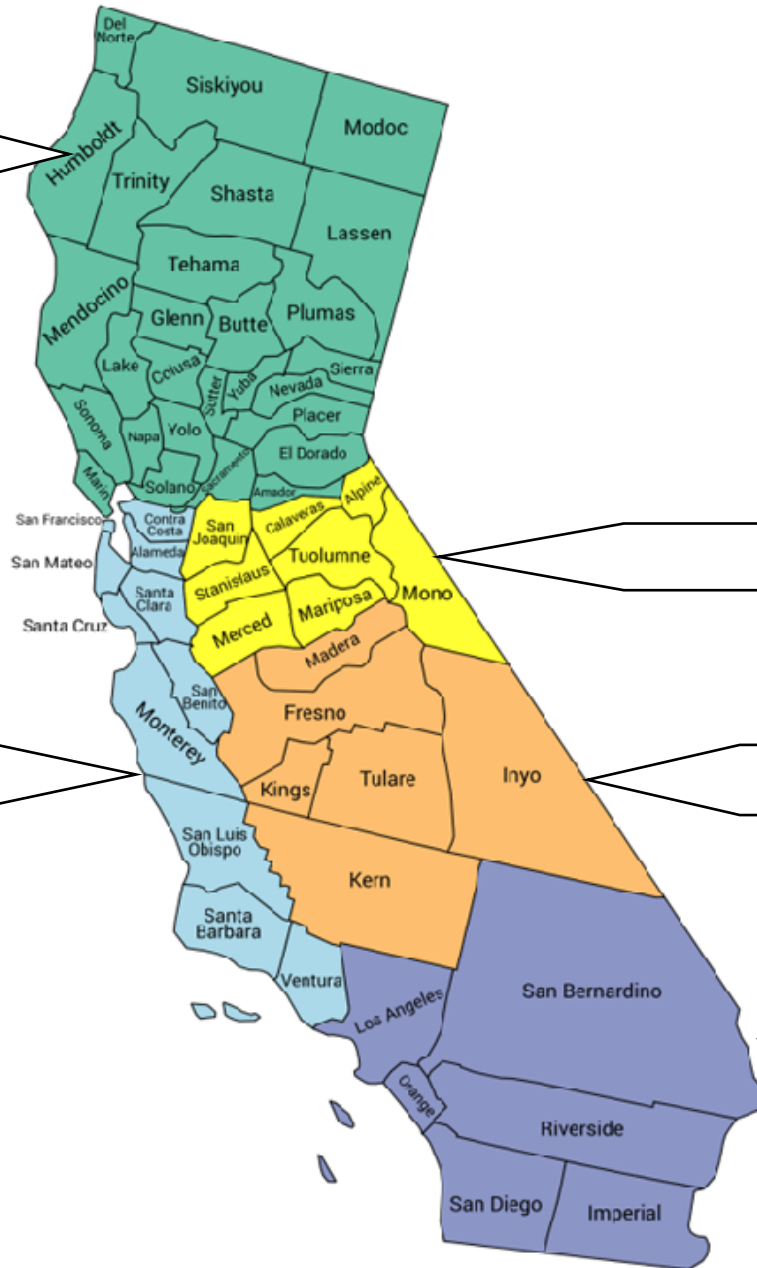 Del
Norte
Siskiyou
Modoc
Humboldt
Trinity
Shasta
Lassen
Tehama
Mendocino
Glenn
Butte
Plumas
Lake
Colusa
Sutter
Yuba
Sierra
Nevada
Placer
Sonoma
Napa
Yolo
El Dorado
Sacramento
Marin
Solano
Amador
Alpine
San Francisco
Contra
Costa
San
Joaquin
Calaveras
Tuolumne
San Mateo
Alameda
Santa
Clara
Stanislaus
Mono
Mariposa
Santa Cruz
Merced
Madera
San
Benito
Fresno
Monterey
Kings
Tulare
Inyo
San Luis
Obispo
Kern
Santa
Barbara
Ventura
Los Angeles
San Bernardino
Orange
Riverside
San Diego
Imperial